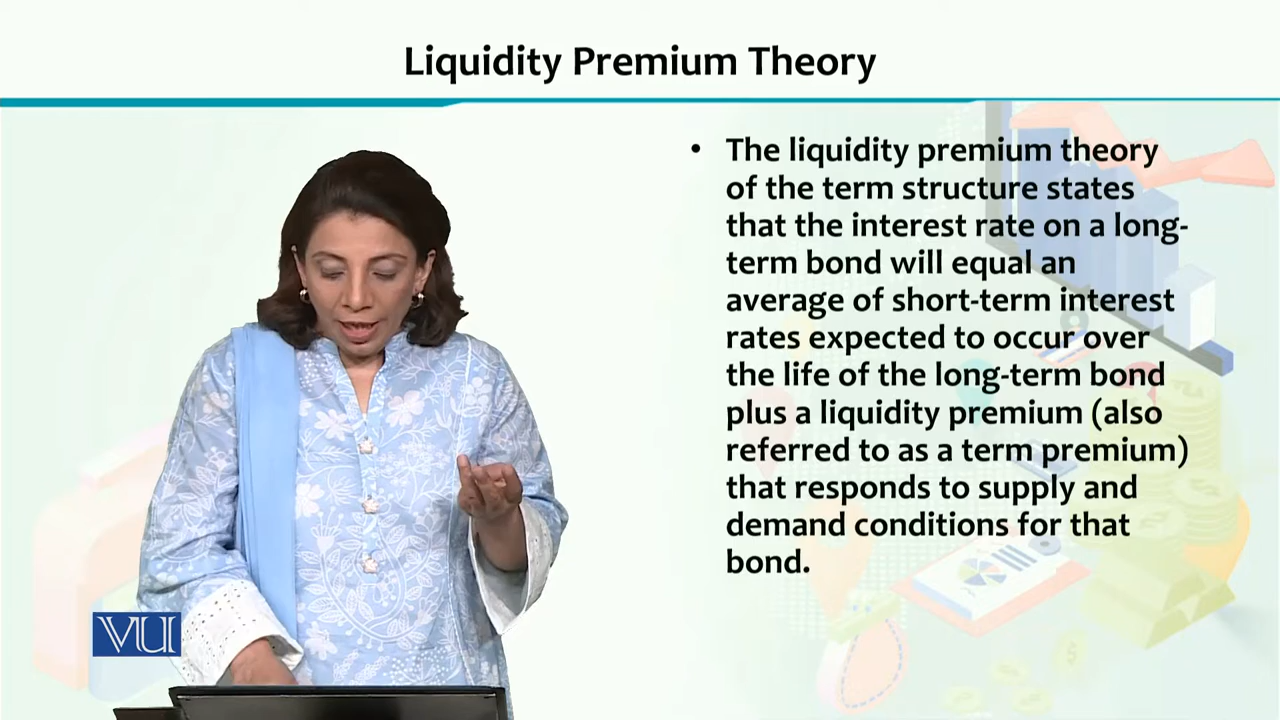 Liquidity Premium Theory
• The liquidity premium theory
of the term structure states
that the interest rate on a long-
term bond will equal an
average of short-term interest
rates expected to occur over
the life of the long-term bond
plus a liquidity premium (also
referred to as a term premium)
that responds to supply and
demand conditions for that
bond.
VU